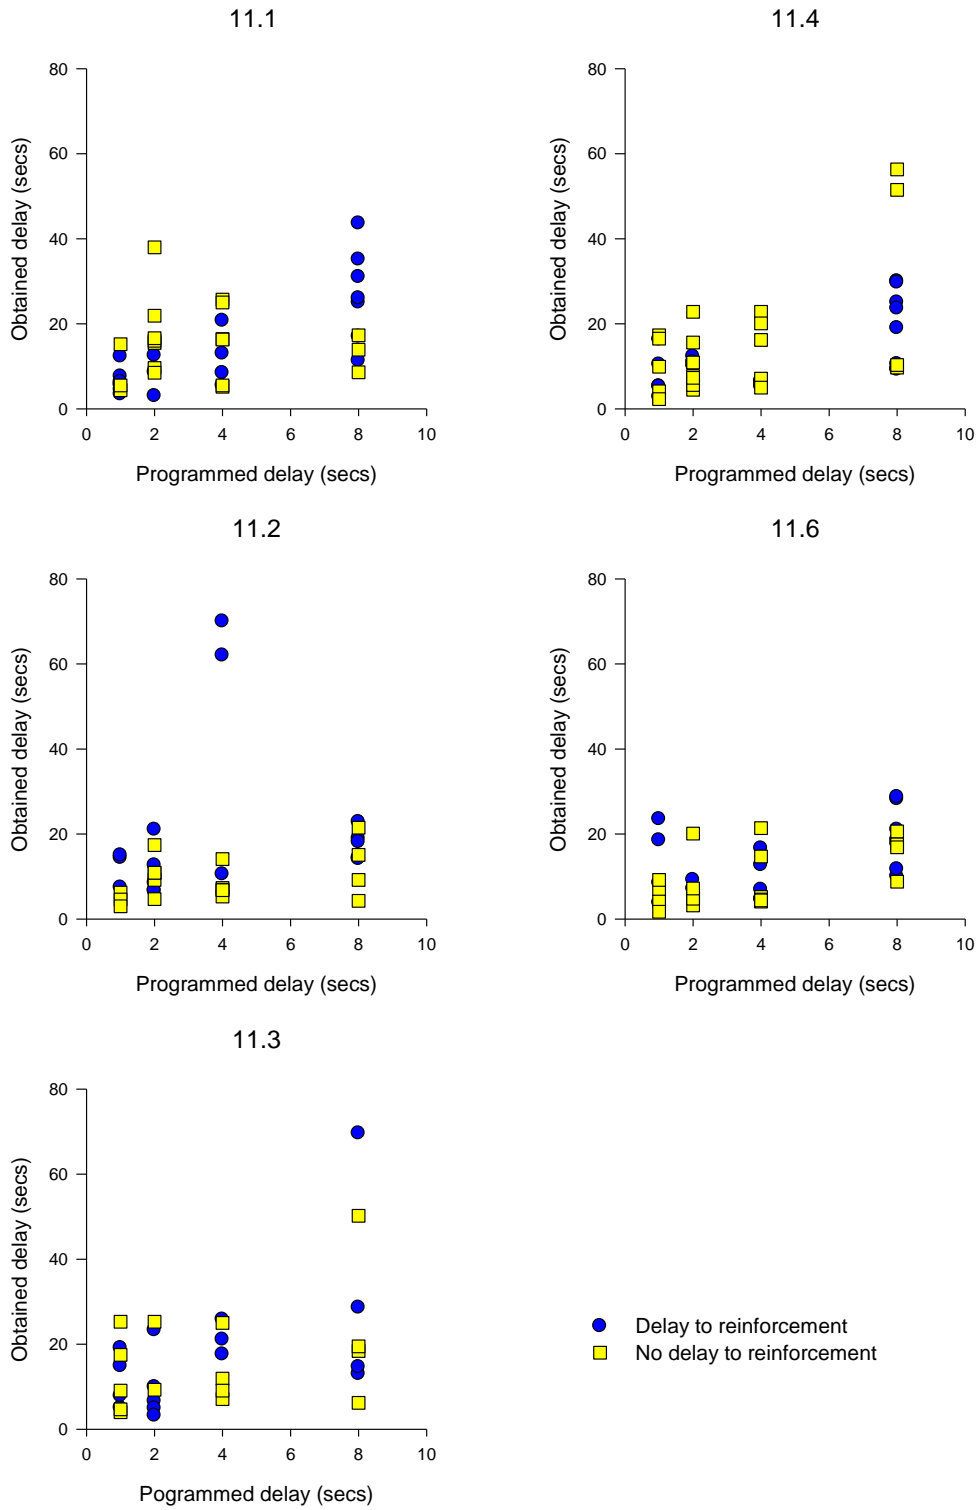 11.1
80
60
40
20
0
Obtained delay (secs)
0 2 4 6 8 10
Programmed delay (secs)
11.4
80
60
40
20
0
Obtained delay (secs)
0 2 4 6 8 10
Programmed delay (secs)
11.2
80
60
40
20
0
Obtained delay (secs)
0 2 4 6 8 10
Programmed delay (secs)
11.6
80
60
40
20
0
Obtained delay (secs)
0 2 4 6 8 10
Programmed delay (secs)
11.3
80
60
40
20
0
Obtained delay (secs)
0 2 4 6 8 10
Pogrammed delay (secs)
Delay to reinforcement
No delay to reinforcement